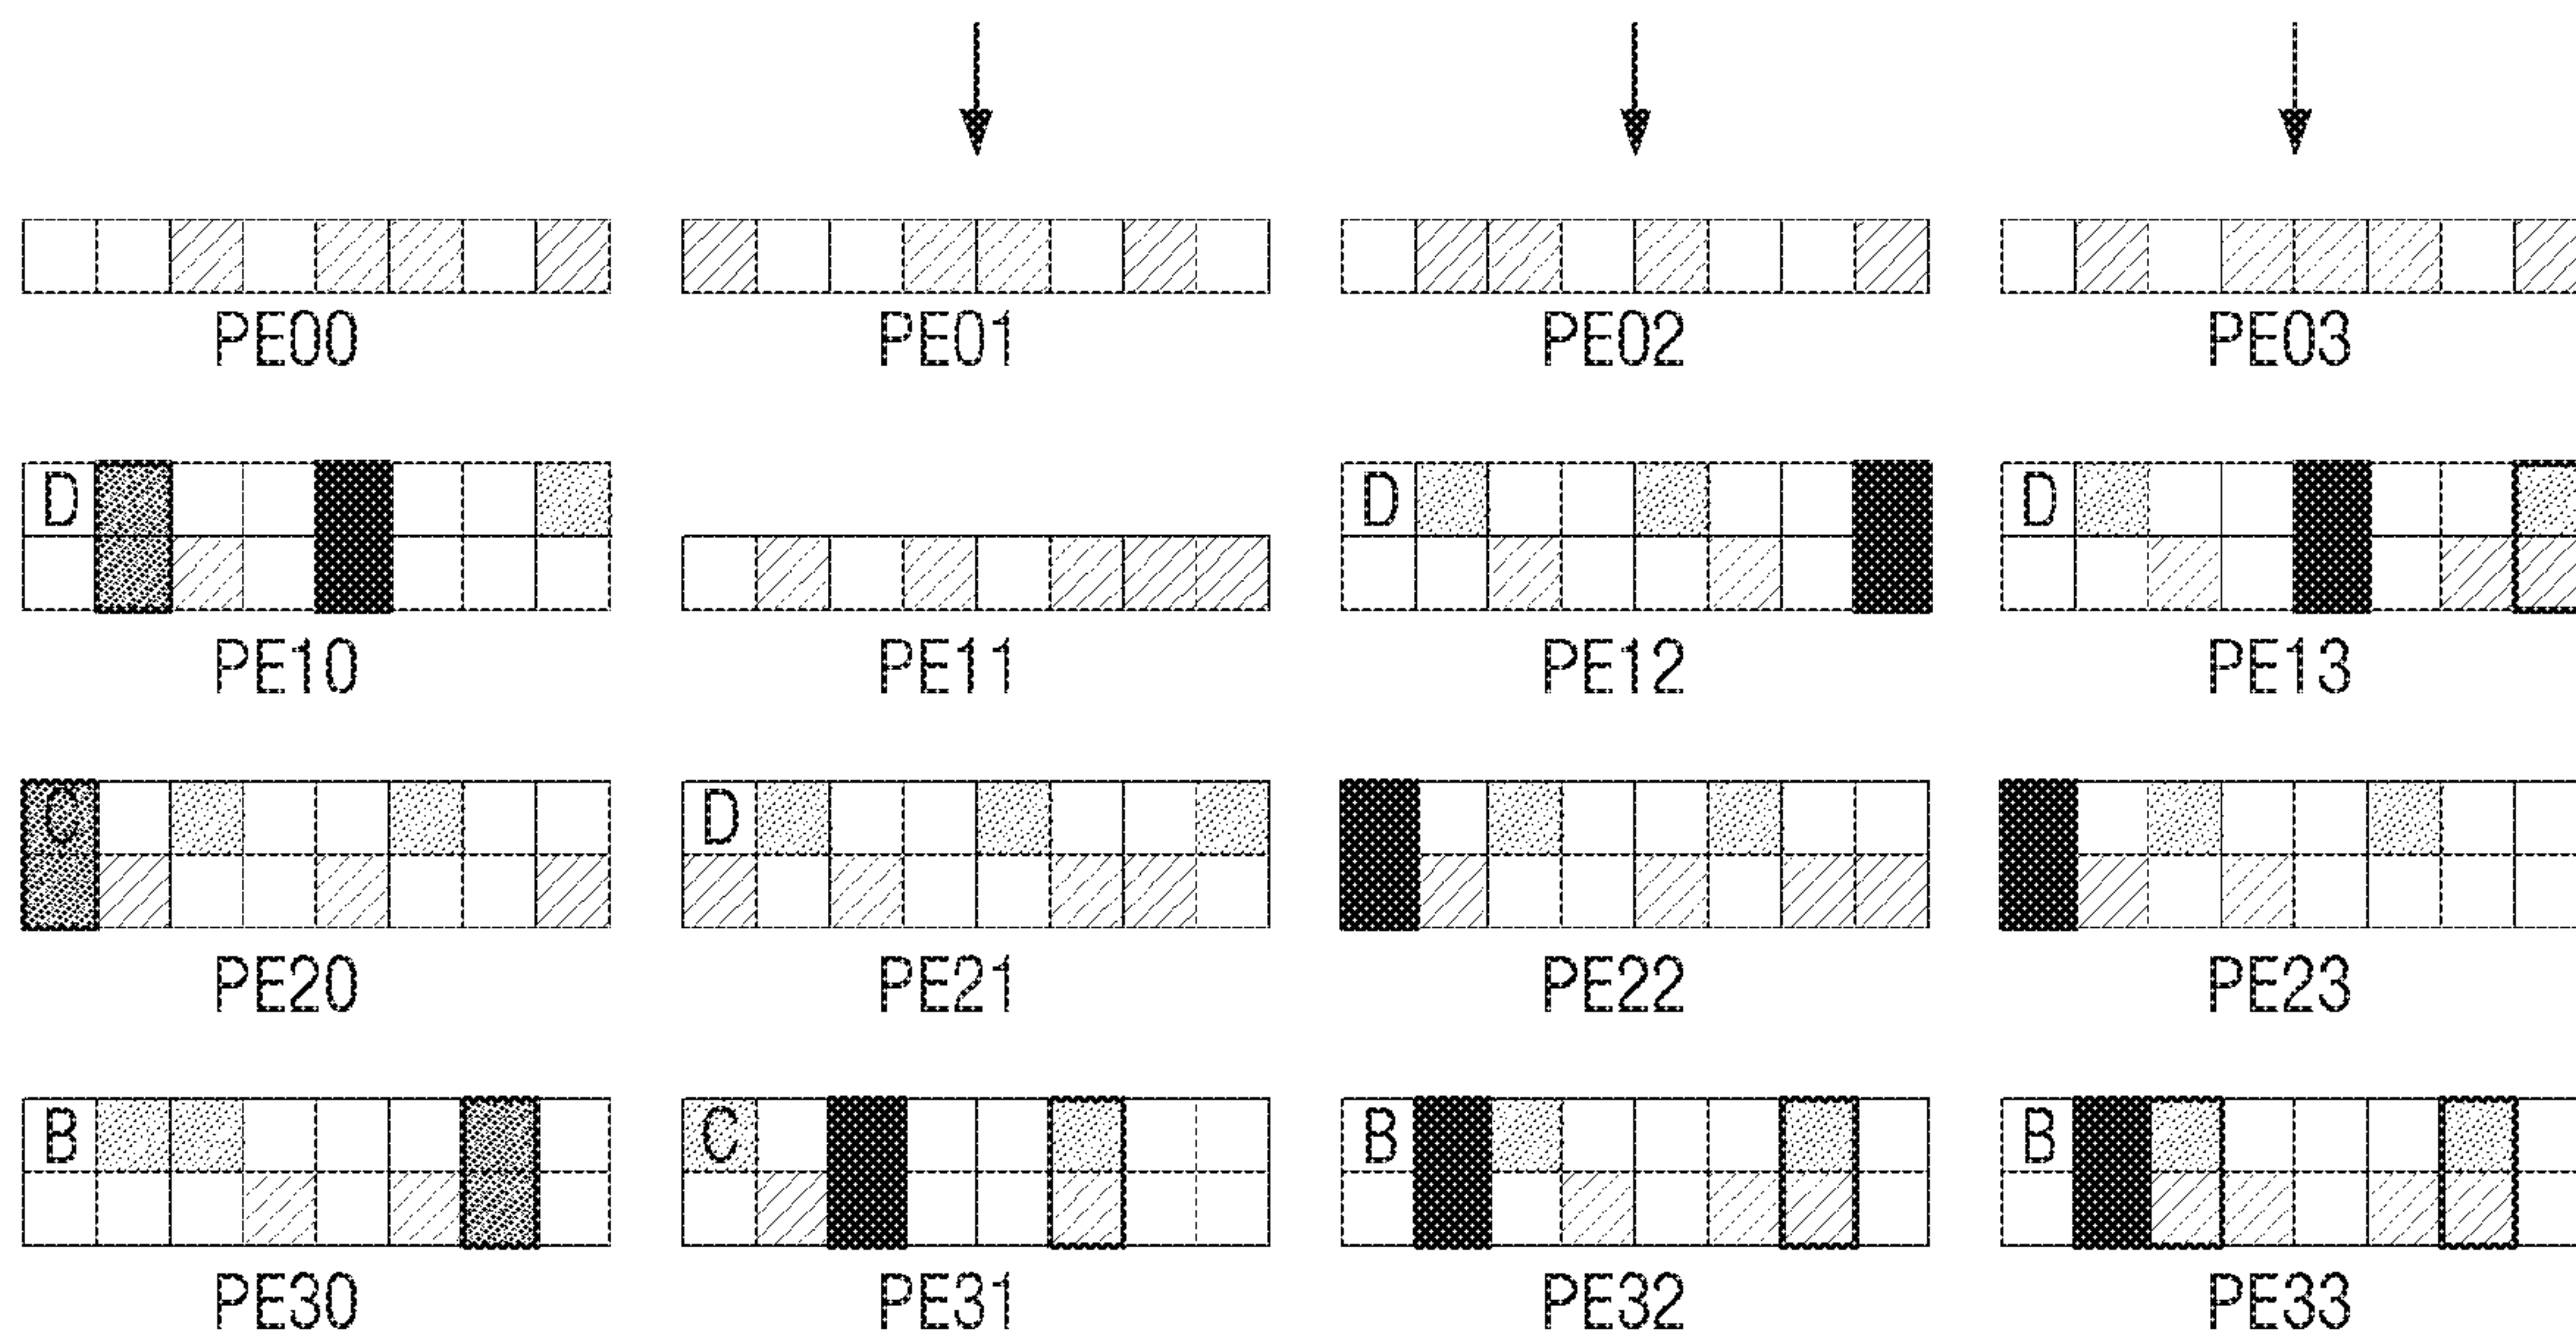 PE00 PE01 PE02 PE03
D D D
PE10 PE11 PE12 PE13
C D
PE20 PE21 PE22 PE23
B C B B
PE30 PE31 PE32 PE33